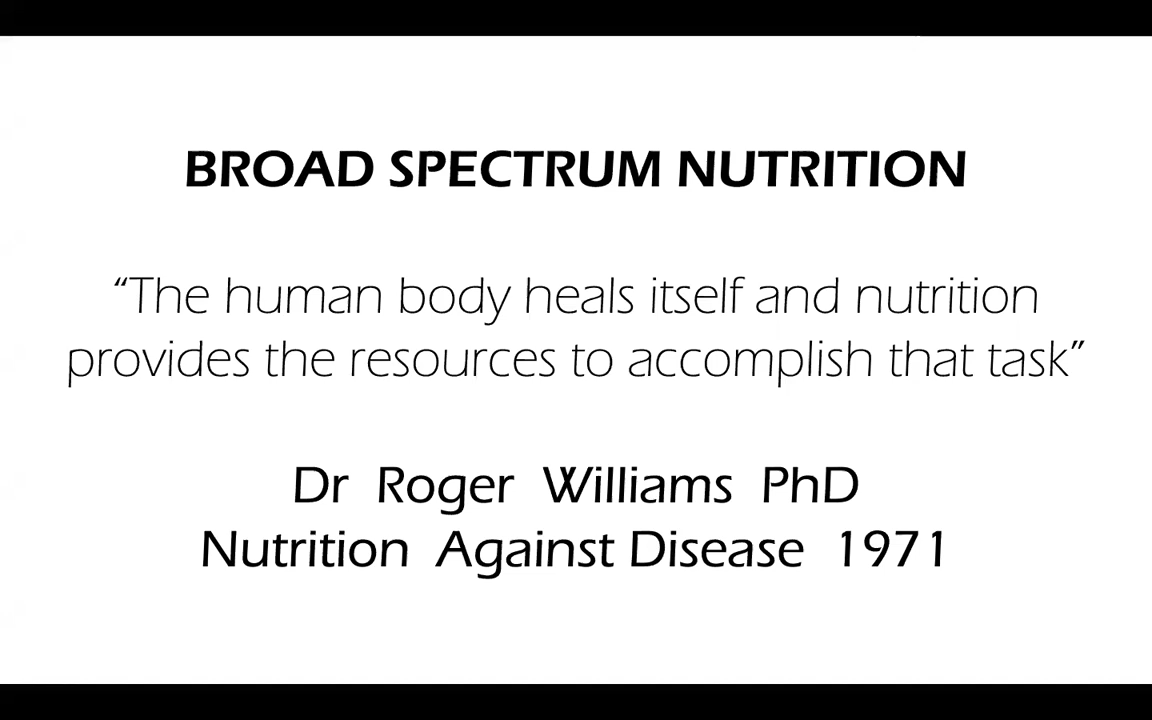 BROAD SPECTRUM NUTRITION
“The human body heals itself and nutrition
provides the resources to accomplish that task”
Dr Roger Williams PhD
Nutrition Against Disease 1971